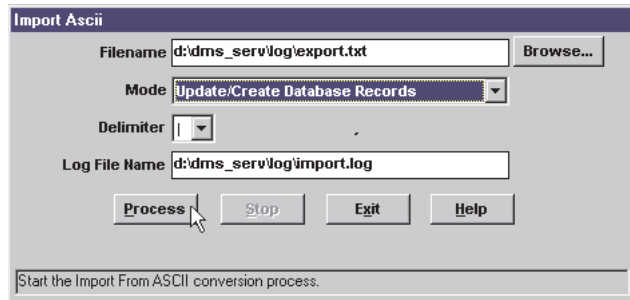 Import Ascii
Filename d:\dms_serv\log\export.txt Browse...
Mode Update/Create Database Records
Delimiter |
Log File Name d:\dms_serv\log\import.log
Process Stop Exit Help
Start the Import From ASCII conversion process.